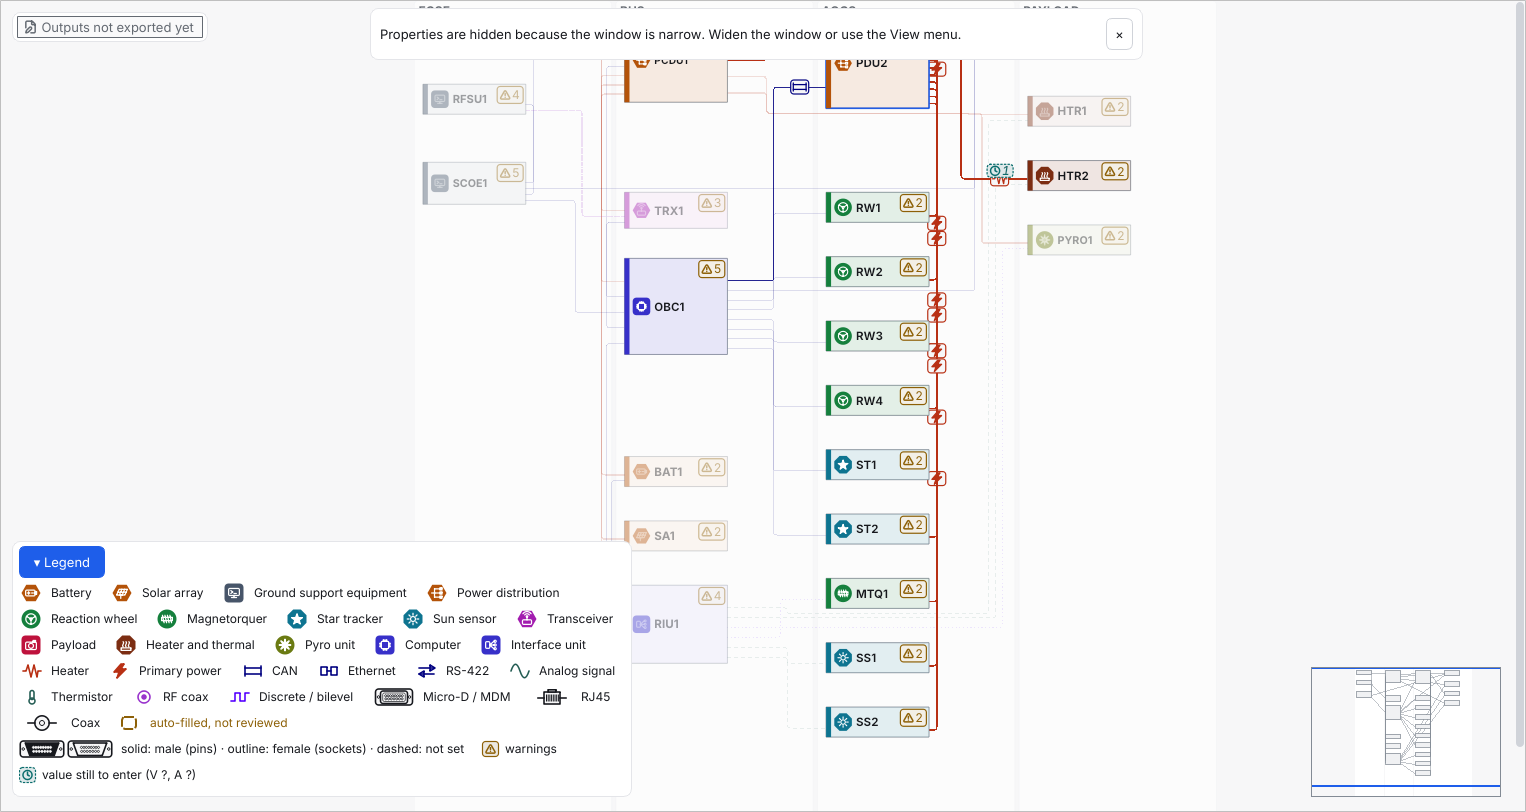 Outputs not exported yet
Properties are hidden because the window is narrow. Widen the window or use the View menu.
×
PCDU1
PDU2
RFSU1
4
HTR1
2
SCOE1
5
1
HTR2
2
TRX1
3
RW1
2
PYRO1
2
OBC1
5
RW2
2
RW3
2
RW4
2
BAT1
2
ST1
2
SA1
2
ST2
2
RIU1
4
MTQ1
2
SS1
2
SS2
2
▾ Legend
Battery Solar array Ground support equipment Power distribution
Reaction wheel Magnetorquer Star tracker Sun sensor Transceiver
Payload Heater and thermal Pyro unit Computer Interface unit
Heater Primary power CAN Ethernet RS-422 Analog signal
Thermistor RF coax Discrete / bilevel Micro-D / MDM RJ45
Coax auto-filled, not reviewed
solid: male (pins) · outline: female (sockets) · dashed: not set warnings
value still to enter (V ?, A ?)